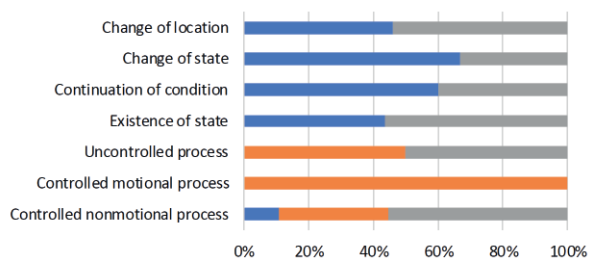 Change of location
Change of state
Continuation of condition
Existence of state
Uncontrolled process
Controlled motional process
Controlled nonmotional process
0% 20% 40% 60% 80% 100%